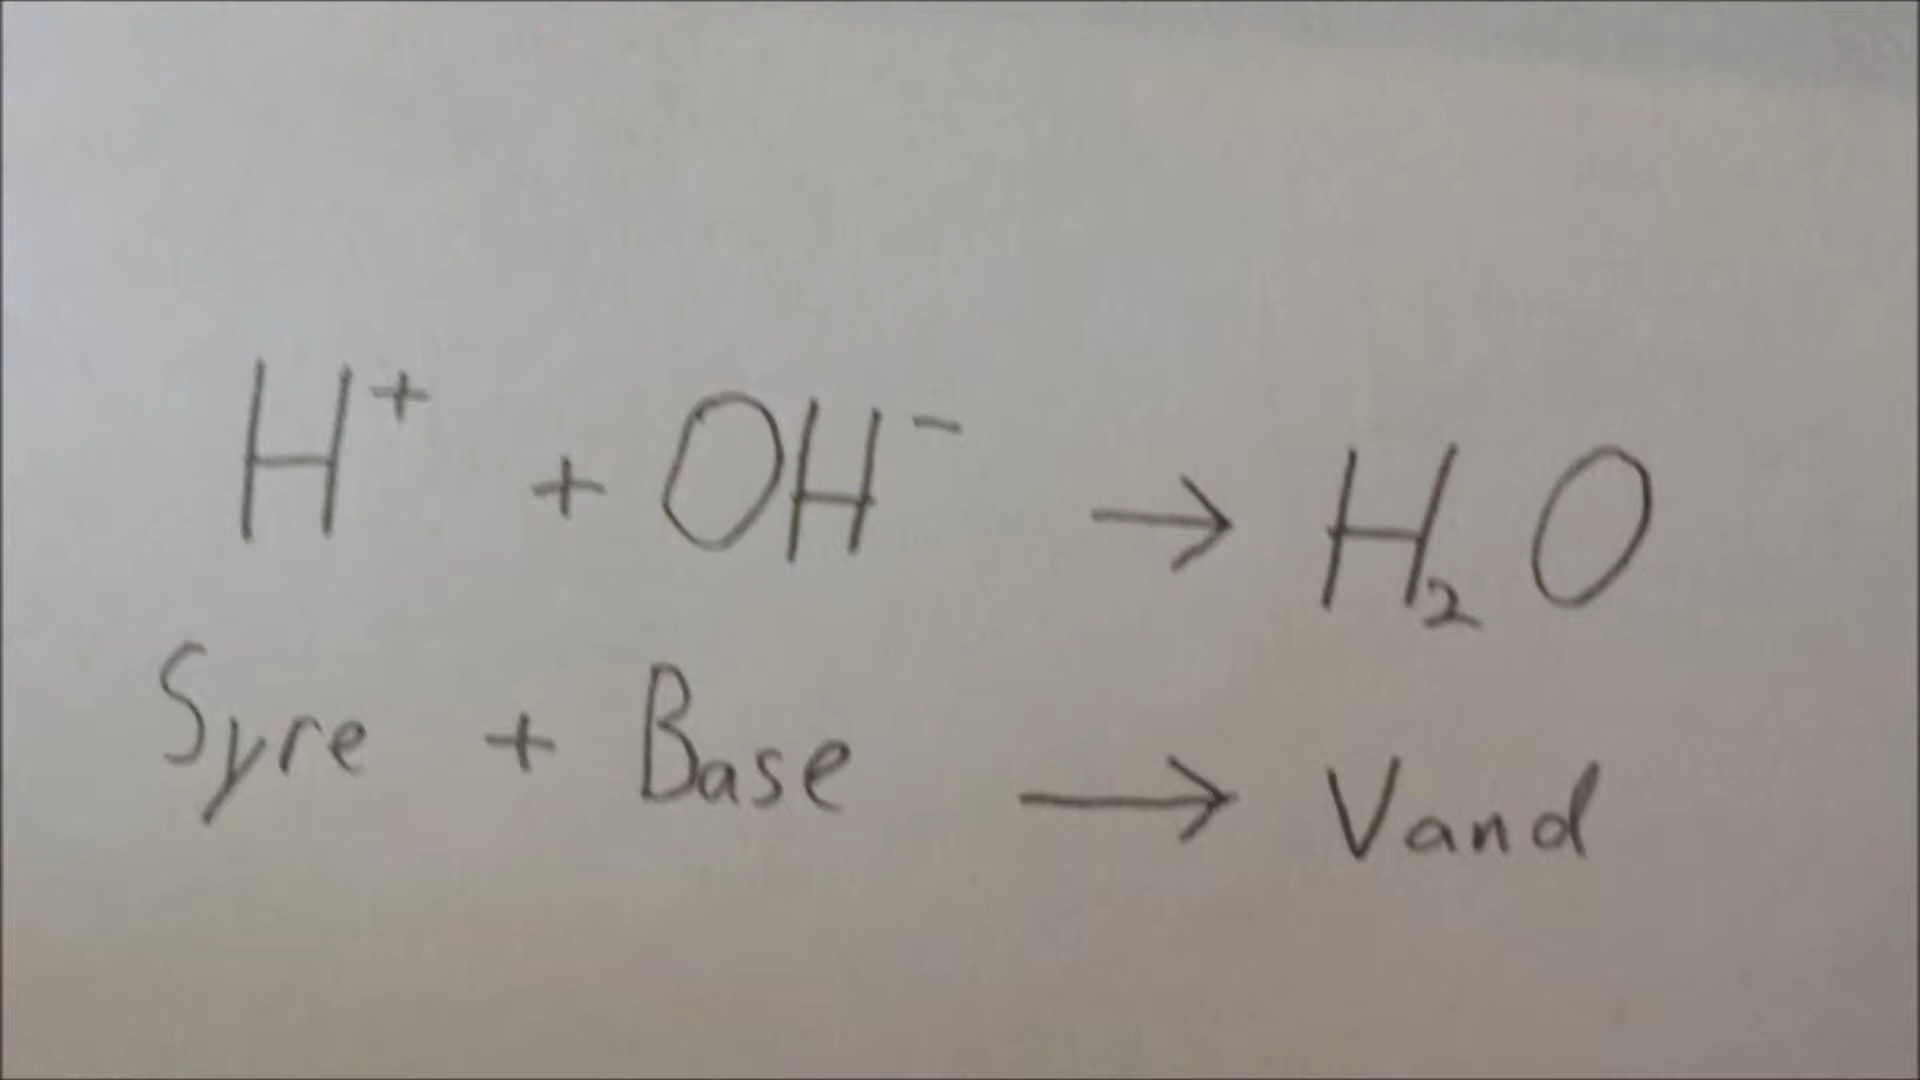 H⁺ + OH⁻ → H₂O
Syre + Base → Vand